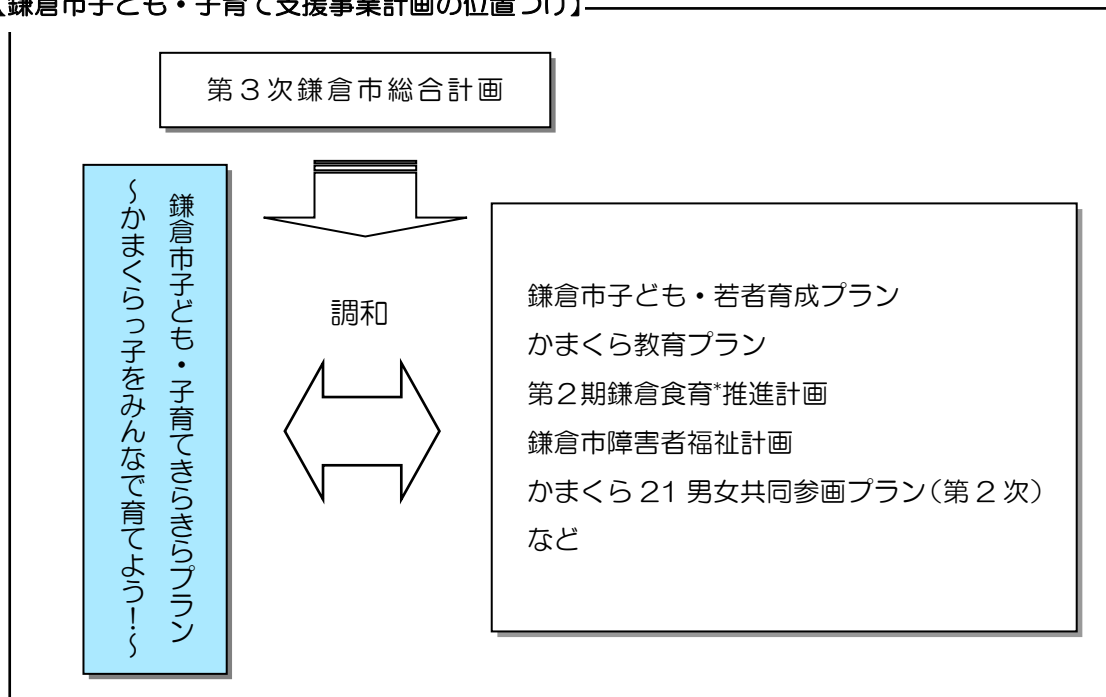 【鎌倉市子ども・子育て支援事業計画の位置づけ】
第３次鎌倉市総合計画
鎌倉市子ども・子育てきらきらプラン
～かまくらっ子をみんなで育てよう！～
調和
鎌倉市子ども・若者育成プラン
かまくら教育プラン
第２期鎌倉食育*推進計画
鎌倉市障害者福祉計画
かまくら 21 男女共同参画プラン（第２次）
など